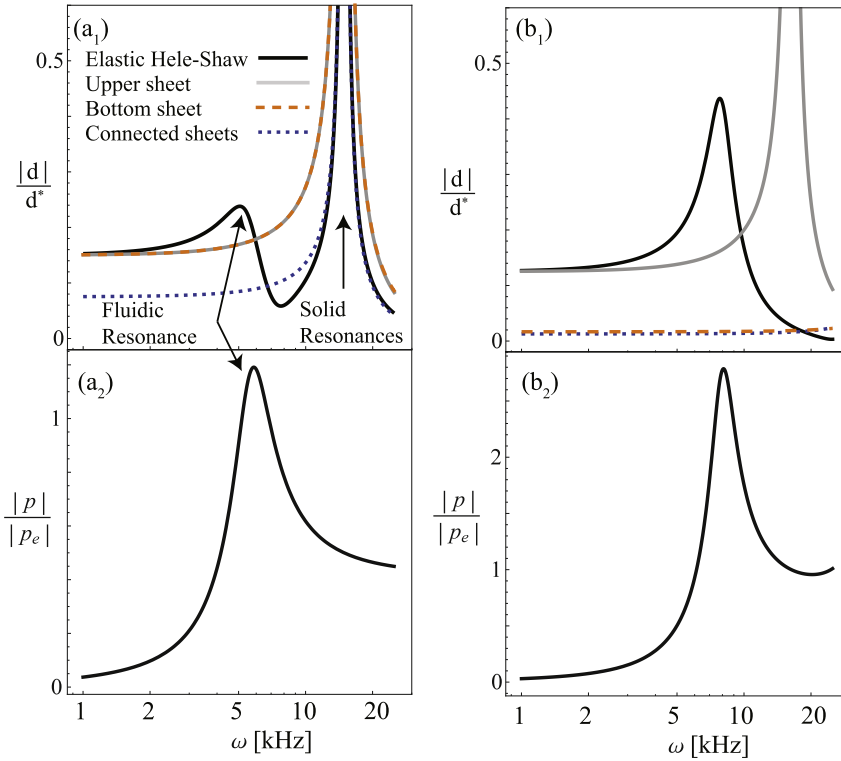 (a1)
0.5
Elastic Hele-Shaw
Upper sheet
Bottom sheet
Connected sheets
|d|
d*
Fluidic
Resonance
Solid
Resonances
0
(a2)
1
|p|
|pe|
0
1 2 5 10 20
ω [kHz]
(b1)
0.5
|d|
d*
0
(b2)
2
|p|
|pe|
1
0
1 2 5 10 20
ω [kHz]